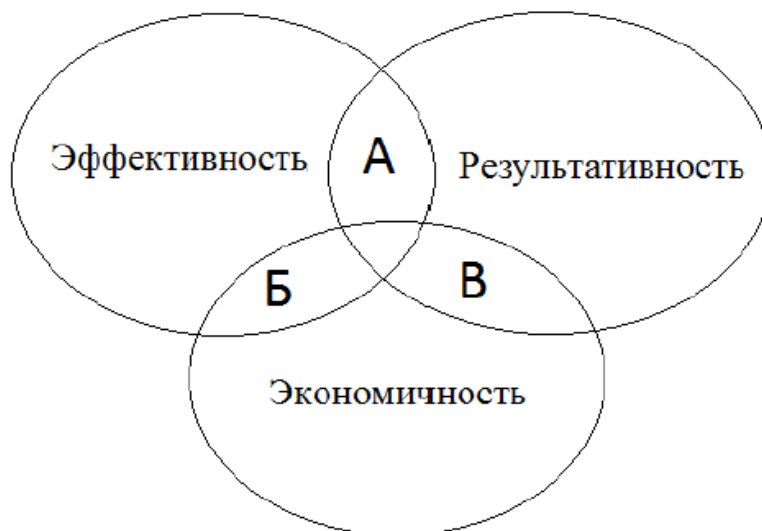 Эффективность
А
Результативность
Б
В
Экономичность